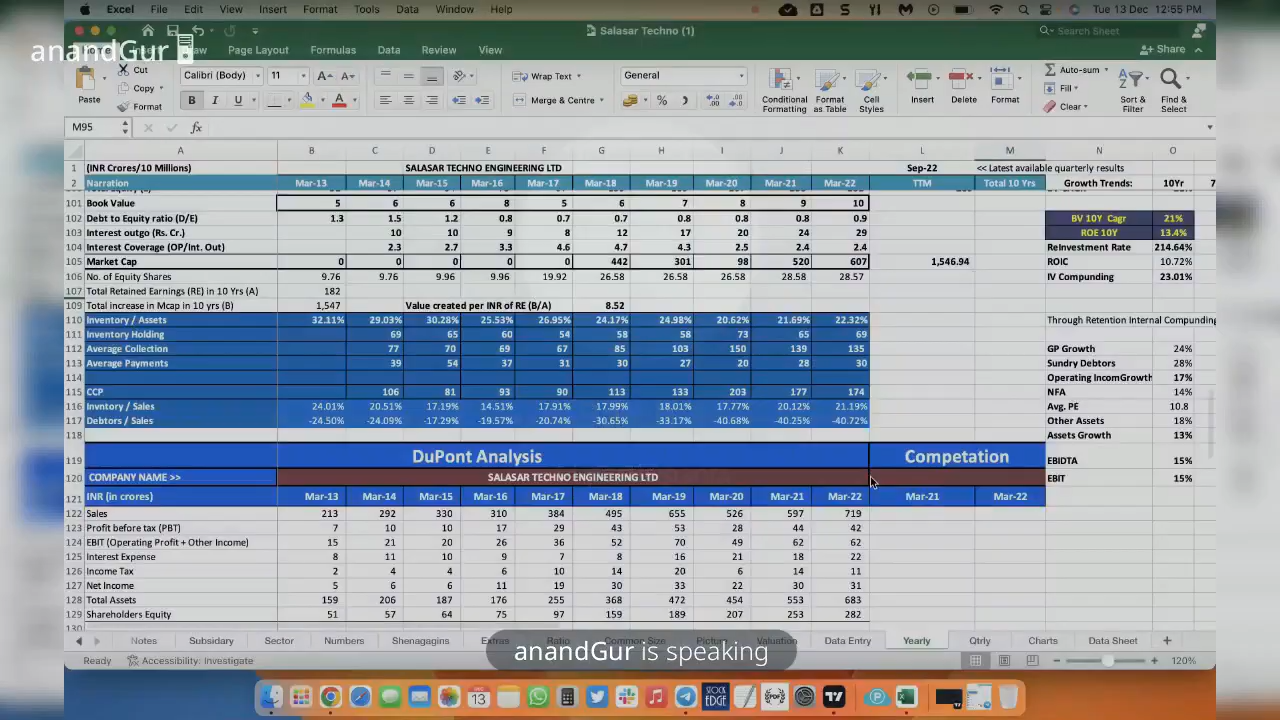 Excel File Edit View Insert Format Tools Data Window Help Tue 13 Dec 12:55 PM
anandGur
Salasar Techno (1) Search Sheet
Page Layout Formulas Data Review View Share
Cut Calibri (Body) 11 Wrap Text General Auto-sum
Copy Fill
Paste Format B I U Merge & Centre Conditional Formatting Format as Table Cell Styles Insert Delete Format Clear Sort & Filter Find & Select
M95 fx
A B C D E F G H I J K L M N O
1 (INR Crores/10 Millions) SALASAR TECHNO ENGINEERING LTD Sep-22 << Latest available quarterly results
2 Narration Mar-13 Mar-14 Mar-15 Mar-16 Mar-17 Mar-18 Mar-19 Mar-20 Mar-21 Mar-22 TTM Total 10 Yrs Growth Trends: 10Yr 7
101 Book Value 5 6 6 8 5 6 7 8 9 10
102 Debt to Equity ratio (D/E) 1.3 1.5 1.2 0.8 0.7 0.7 0.8 0.8 0.8 0.9 BV 10Y Cagr 21%
103 Interest outgo (Rs. Cr.) 10 10 9 8 12 17 20 24 29 ROE 10Y 13.4%
104 Interest Coverage (OP/Int. Out) 2.3 2.7 3.3 4.6 4.7 4.3 2.5 2.4 2.4 ReInvestment Rate 214.64%
105 Market Cap 0 0 0 0 0 442 301 98 520 607 1,546.94 ROIC 10.72%
106 No. of Equity Shares 9.76 9.96 9.96 9.96 19.92 26.58 26.58 26.58 28.58 28.57 IV Compunding 23.01%
107 Total Retained Earnings (RE) in 10 Yrs (A) 182
109 Total increase in Mcap in 10 yrs (B) 1,547 Value created per INR of RE (B/A) 8.52
110 Inventory / Assets 32.11% 29.03% 30.28% 25.53% 26.95% 24.17% 24.98% 20.62% 21.69% 22.32% Through Retention Internal Compunding
111 Inventory Holding 69 65 60 54 58 58 73 65 69
112 Average Collection 77 70 69 67 85 103 150 139 135 GP Growth 24%
113 Average Payments 39 54 37 31 30 27 20 28 30 Sundry Debtors 28%
114 Operating IncomGrowth 17%
115 CCP 106 81 93 90 113 133 203 177 174 NFA 14%
116 Invntory / Sales 24.01% 20.51% 17.19% 14.51% 17.91% 17.99% 18.01% 17.77% 20.12% 21.19% Avg. PE 10.8
117 Debtors / Sales -24.50% -24.09% -17.29% -19.57% -20.74% -30.65% -33.17% -40.68% -40.25% -40.72% Other Assets 18%
118 Assets Growth 13%
119 DuPont Analysis Competation EBIDTA 15%
120 COMPANY NAME >> SALASAR TECHNO ENGINEERING LTD EBIT 15%
121 INR (in crores) Mar-13 Mar-14 Mar-15 Mar-16 Mar-17 Mar-18 Mar-19 Mar-20 Mar-21 Mar-22 Mar-21 Mar-22
122 Sales 213 292 330 310 384 495 655 526 597 719
123 Profit before tax (PBT) 7 10 10 17 29 43 53 28 44 42
124 EBIT (Operating Profit + Other Income) 15 21 20 26 36 52 70 49 62 62
125 Interest Expense 8 11 10 9 7 8 16 21 18 22
126 Income Tax 2 4 4 6 10 14 20 6 14 11
127 Net Income 5 6 6 11 19 30 33 22 30 31
128 Total Assets 159 206 187 176 255 368 472 454 553 683
129 Shareholders Equity 51 57 64 75 97 159 189 207 253 282
130
Notes Subsidary Sector Numbers Shenagagins Extras Ratio Common Size Picture Valuation Data Entry Yearly Qtrly Charts Data Sheet +
anandGur is speaking
Ready Accessibility: Investigate 120%
DEC 13 STOCK EDGE